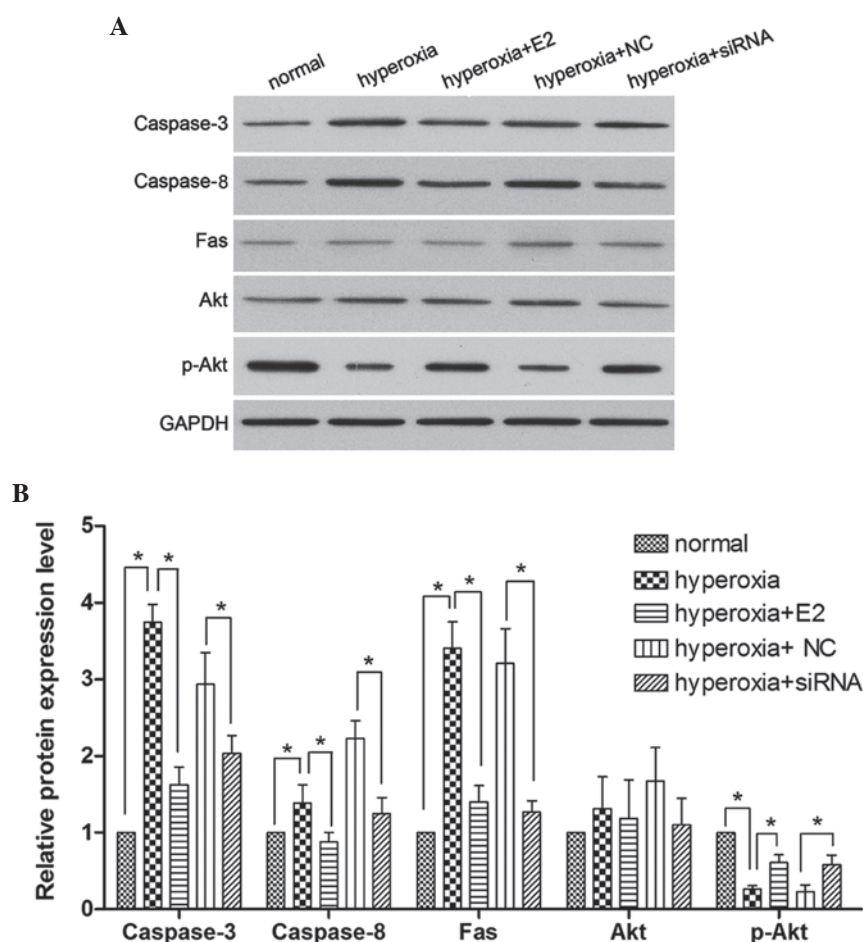 A
normal hyperoxia hyperoxia+E2 hyperoxia+NC hyperoxia+siRNA
Caspase-3
Caspase-8
Fas
Akt
p-Akt
GAPDH
B
Relative protein expression level
5
4
3
2
1
0
* * *
* * *
* * *
* * *
normal
hyperoxia
hyperoxia+E2
hyperoxia+ NC
hyperoxia+siRNA
Caspase-3 Caspase-8 Fas Akt p-Akt